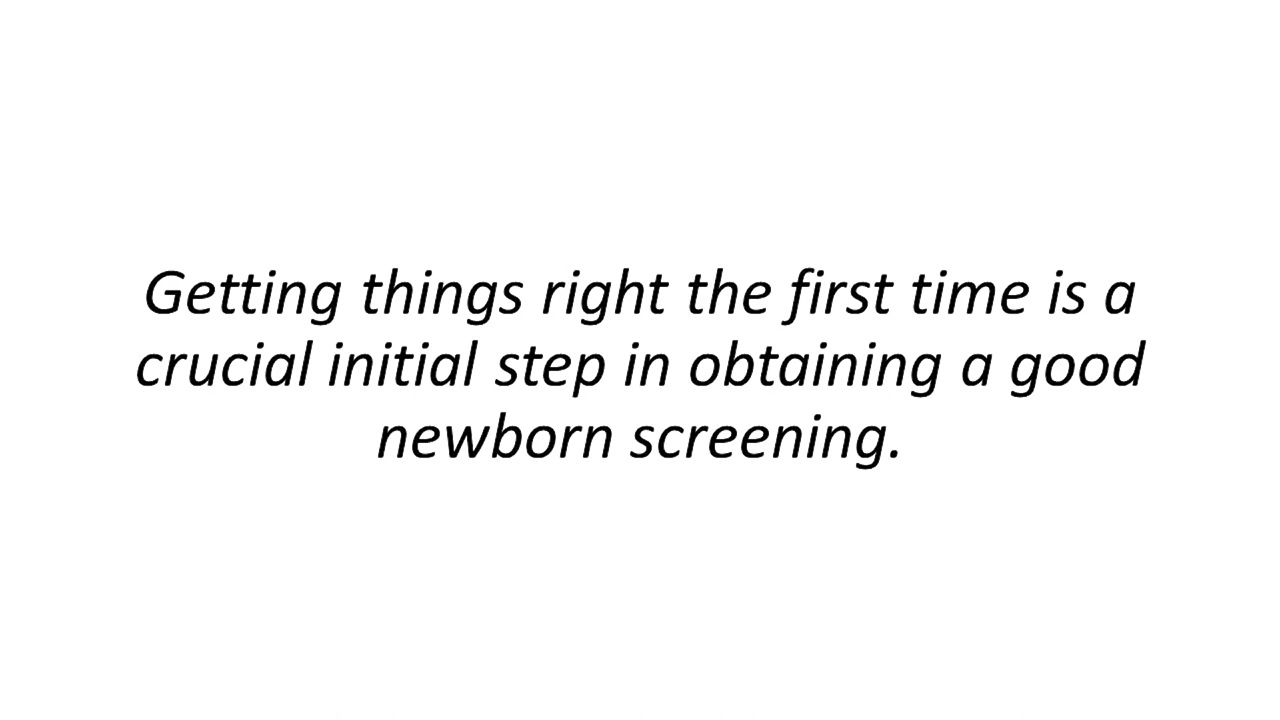 Getting things right the first time is a
crucial initial step in obtaining a good
newborn screening.